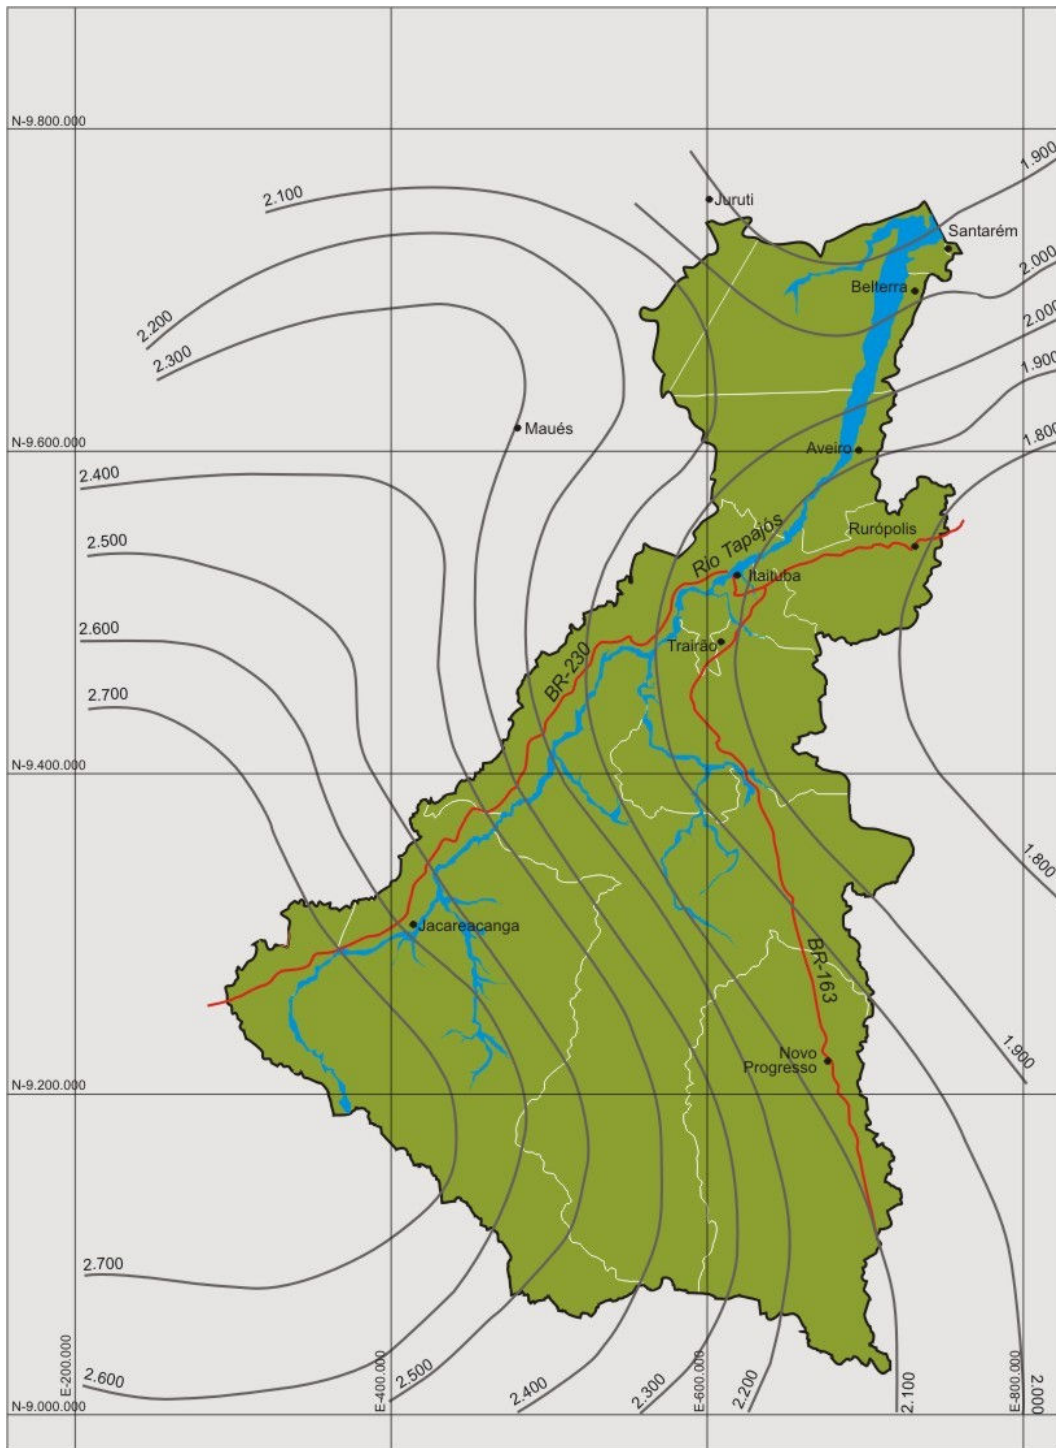 N-9.800.000
1.900
2.100
Juruti
Santarém
2.000
Belterra
2.200
2.300
2.000
1.900
Maués
1.800
N-9.600.000
Aveiro
2.400
Rurópolis
2.500
Rio Tapajós
Itaituba
2.600
Trairão
BR-230
2.700
N-9.400.000
1.800
Jacareacanga
BR-163
1.900
Novo
Progresso
N-9.200.000
2.700
2.600
2.500
2.400
2.300
2.200
2.100
2.000
E-200.000
E-400.000
E-600.000
E-800.000
N-9.0000.000